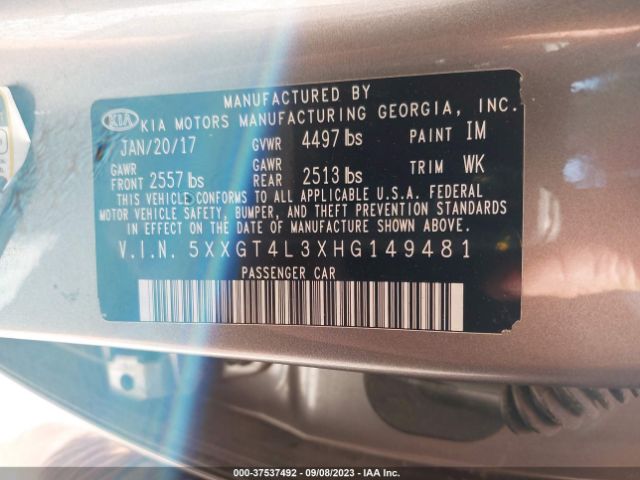 MANUFACTURED BY
KIA KIA MOTORS MANUFACTURING GEORGIA, INC.
JAN/20/17 GVWR 4497 lbs PAINT IM
GAWR FRONT 2557 lbs GAWR REAR 2513 lbs TRIM WK
THIS VEHICLE CONFORMS TO ALL APPLICABLE U.S.A. FEDERAL
MOTOR VEHICLE SAFETY, BUMPER, AND THEFT PREVENTION STANDARDS
IN EFFECT ON THE DATE OF MANUFACTURE SHOWN ABOVE.
V.I.N. 5XXGT4L3XHG149481
PASSENGER CAR
000-37537492 - 09/08/2023 - IAA Inc.